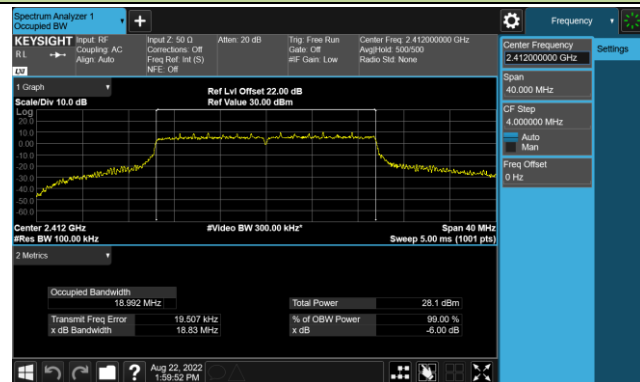 Spectrum Analyzer 1
Occupied BW
Frequency
KEYSIGHT
RL
Input: RF
Coupling: AC
Align: Auto
Input Z: 50 Ω
Corrections: Off
Freq Ref: Int (S)
NFE: Off
Atten: 20 dB
Trig: Free Run
Gate: Off
#IF Gain: Low
Center Freq: 2.412000000 GHz
Avg|Hold: 500/500
Radio Std: None
1 Graph
Scale/Div 10.0 dB
Ref Lvl Offset 22.00 dB
Ref Value 30.00 dBm
Log
20.0
10.0
0.00
-10.0
-20.0
-30.0
-40.0
-50.0
-60.0
Center 2.412 GHz
#Res BW 100.00 kHz
#Video BW 300.00 kHz*
Span 40 MHz
Sweep 5.00 ms (1001 pts)
2 Metrics
Occupied Bandwidth
18.992 MHz
Transmit Freq Error 19.507 kHz
x dB Bandwidth 18.83 MHz
Total Power 28.1 dBm
% of OBW Power 99.00 %
x dB -6.00 dB
Center Frequency
2.412000000 GHz
Settings
Span
40.000 MHz
CF Step
4.000000 MHz
Auto
Man
Freq Offset
0 Hz
?
Aug 22, 2022
1:59:52 PM